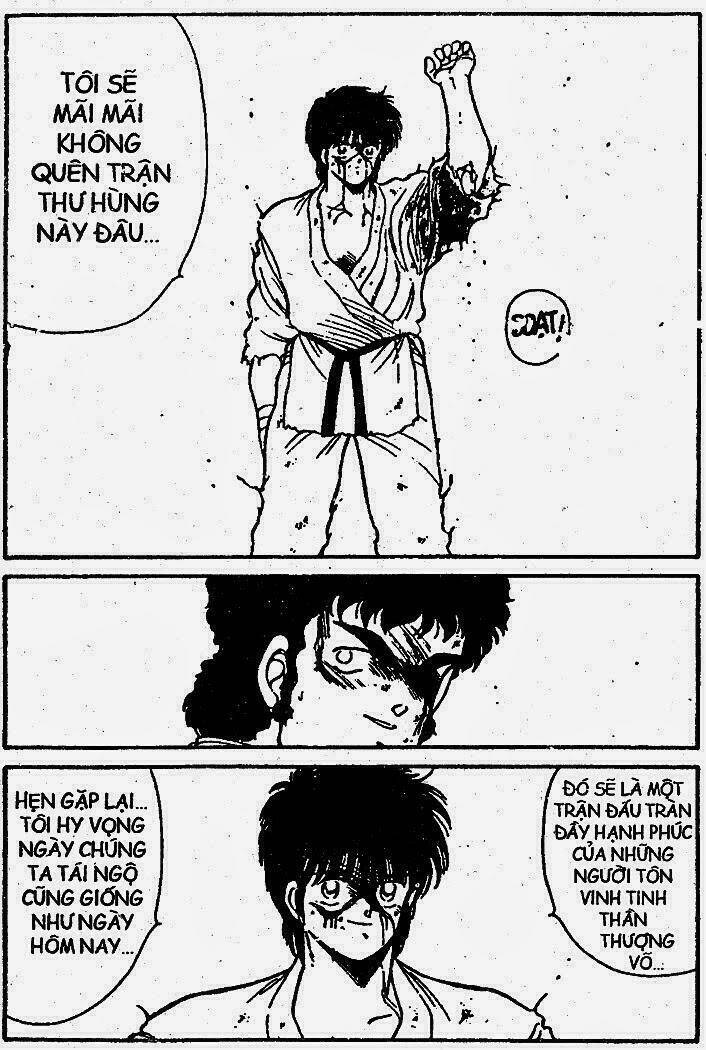 TÔI SẼ
MÃI MÃI
KHÔNG
QUÊN TRẬN
THƯ HÙNG
NÀY ĐÂU...
SOẠT!
HẸN GẶP LẠI...
TÔI HY VỌNG
NGÀY CHÚNG
TA TÁI NGỘ
CŨNG GIỐNG
NHƯ NGÀY
HÔM NAY...
ĐÓ SẼ LÀ MỘT
TRẬN ĐẤU TRÀN
ĐẦY HẠNH PHÚC
CỦA NHỮNG
NGƯỜI TÔN
VINH TINH
THẦN
THƯỢNG
VÕ...